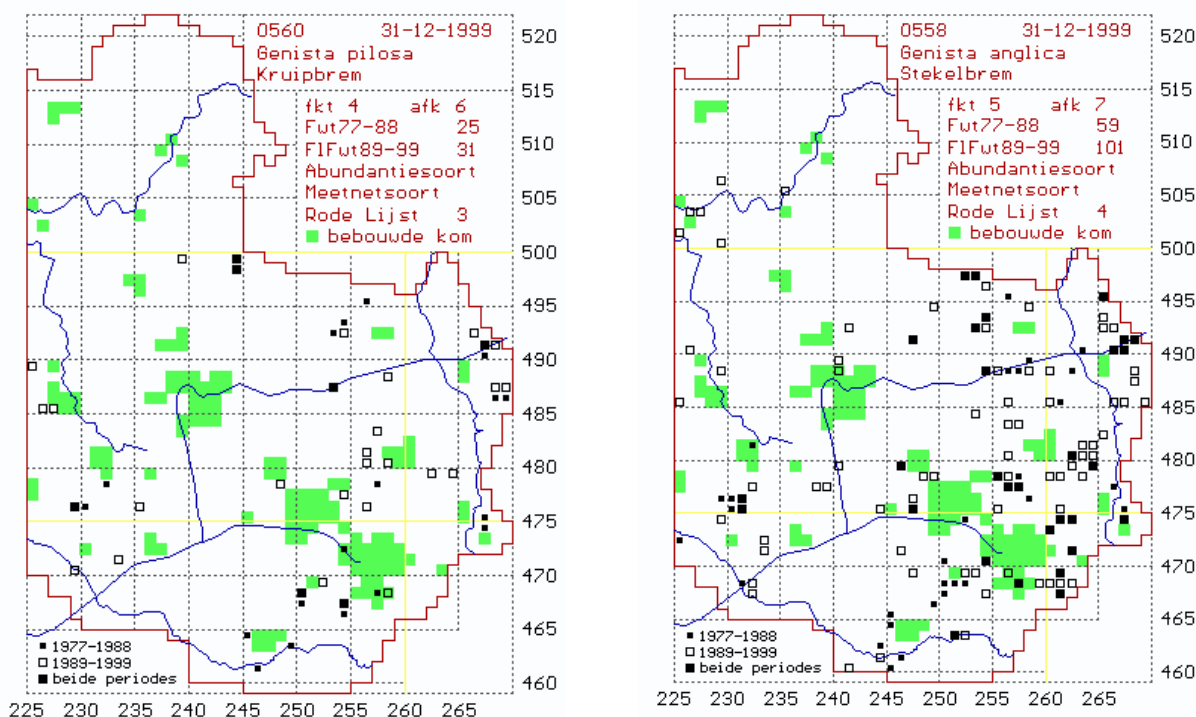 0560 31-12-1999
Genista pilosa
Kruipbrem
fkt 4 afk 6
Fwt77-88 25
FlFwt89-99 31
Abundantiesoort
Meetnetsoort
Rode Lijst 3
bebouwde kom
520
515
510
505
500
495
490
485
480
475
470
465
460
1977-1988
1989-1999
beide periodes
225 230 235 240 245 250 255 260 265
0558 31-12-1999
Genista anglica
Stekelbrem
fkt 5 afk 7
Fwt77-88 59
FlFwt89-99 101
Abundantiesoort
Meetnetsoort
Rode Lijst 4
bebouwde kom
520
515
510
505
500
495
490
485
480
475
470
465
460
1977-1988
1989-1999
beide periodes
225 230 235 240 245 250 255 260 265